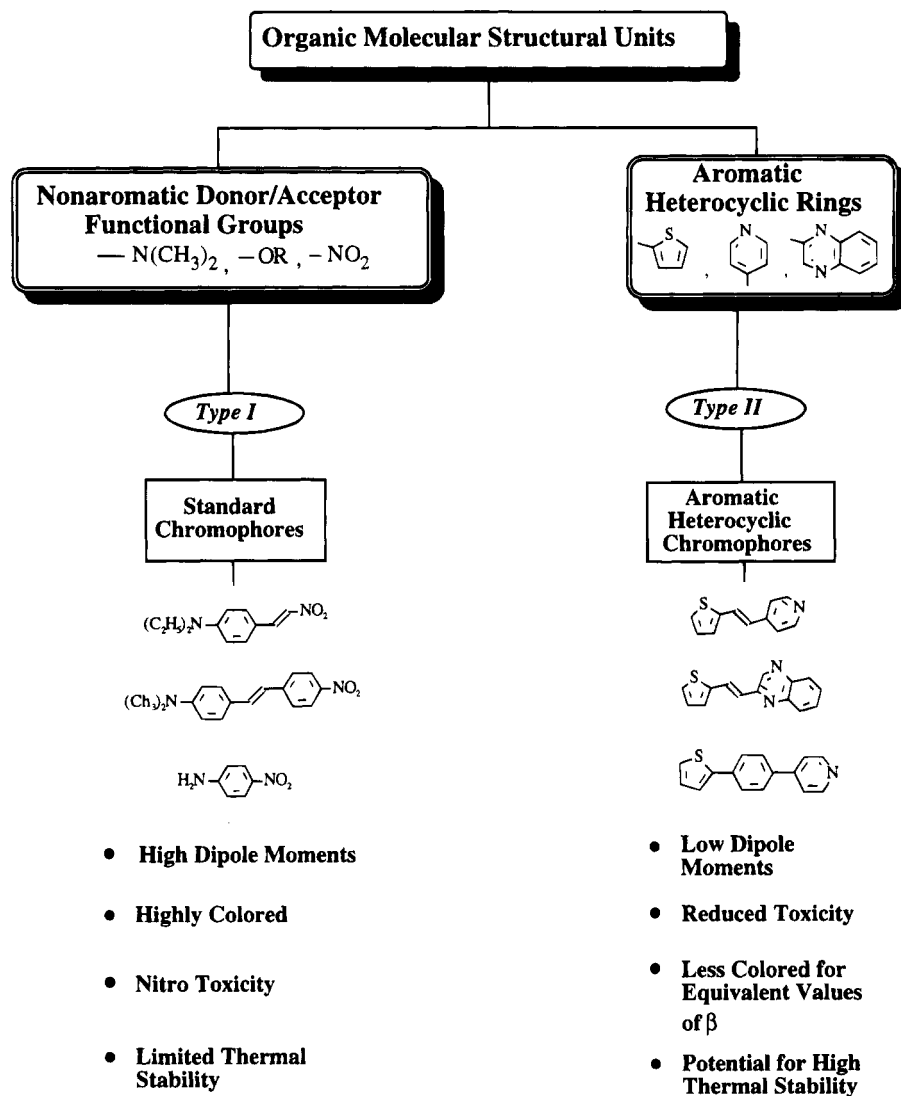 Organic Molecular Structural Units
Nonaromatic Donor/Acceptor
Functional Groups
— N(CH₃)₂, –OR, –NO₂
Type I
Standard
Chromophores
(C₂H₅)₂N
NO₂
(Ch₃)₂N
NO₂
H₂N
NO₂
• High Dipole Moments
• Highly Colored
• Nitro Toxicity
• Limited Thermal
Stability
Aromatic
Heterocyclic Rings
S
N
N
N
, ,
Type II
Aromatic
Heterocyclic
Chromophores
S
N
S
N
N
S
N
• Low Dipole
Moments
• Reduced Toxicity
• Less Colored for
Equivalent Values
of β
• Potential for High
Thermal Stability